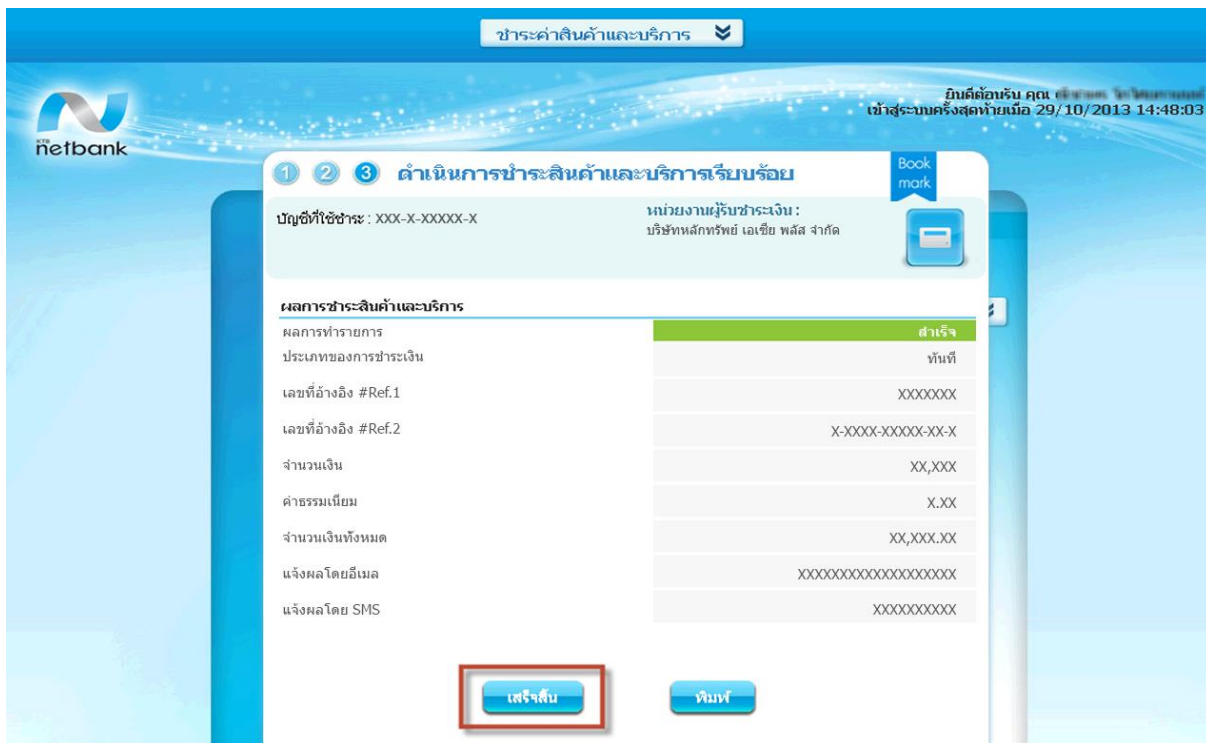 ชำระค่าสินค้าและบริการ
ยินดีต้อนรับ คุณ
เข้าสู่ระบบครั้งสุดท้ายเมื่อ 29/10/2013 14:48:03
KTB
netbank
1 2 3 ดำเนินการชำระสินค้าและบริการเรียบร้อย
Book
mark
บัญชีที่ใช้ชำระ : XXX-X-XXXXX-X
หน่วยงานผู้รับชำระเงิน :
บริษัทหลักทรัพย์ เอเซีย พลัส จำกัด
ผลการชำระสินค้าและบริการ
ผลการทำรายการ สำเร็จ
ประเภทของการชำระเงิน ทันที
เลขที่อ้างอิง #Ref.1 XXXXXXX
เลขที่อ้างอิง #Ref.2 X-XXXX-XXXXX-XX-X
จำนวนเงิน XX,XXX
ค่าธรรมเนียม X.XX
จำนวนเงินทั้งหมด XX,XXX.XX
แจ้งผลโดยอีเมล XXXXXXXXXXXXXXXXXXX
แจ้งผลโดย SMS XXXXXXXXXX
เสร็จสิ้น
พิมพ์